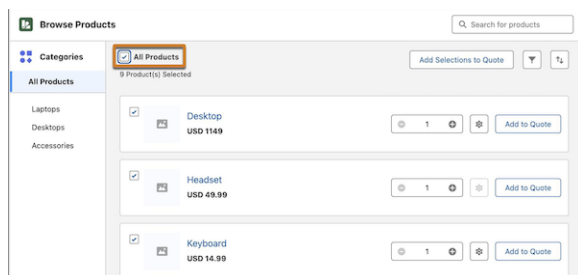 Browse Products
Search for products
Categories
All Products
Laptops
Desktops
Accessories
All Products
9 Product(s) Selected
Add Selections to Quote
Desktop
USD 1149
1
Add to Quote
Headset
USD 49.99
1
Add to Quote
Keyboard
USD 14.99
1
Add to Quote